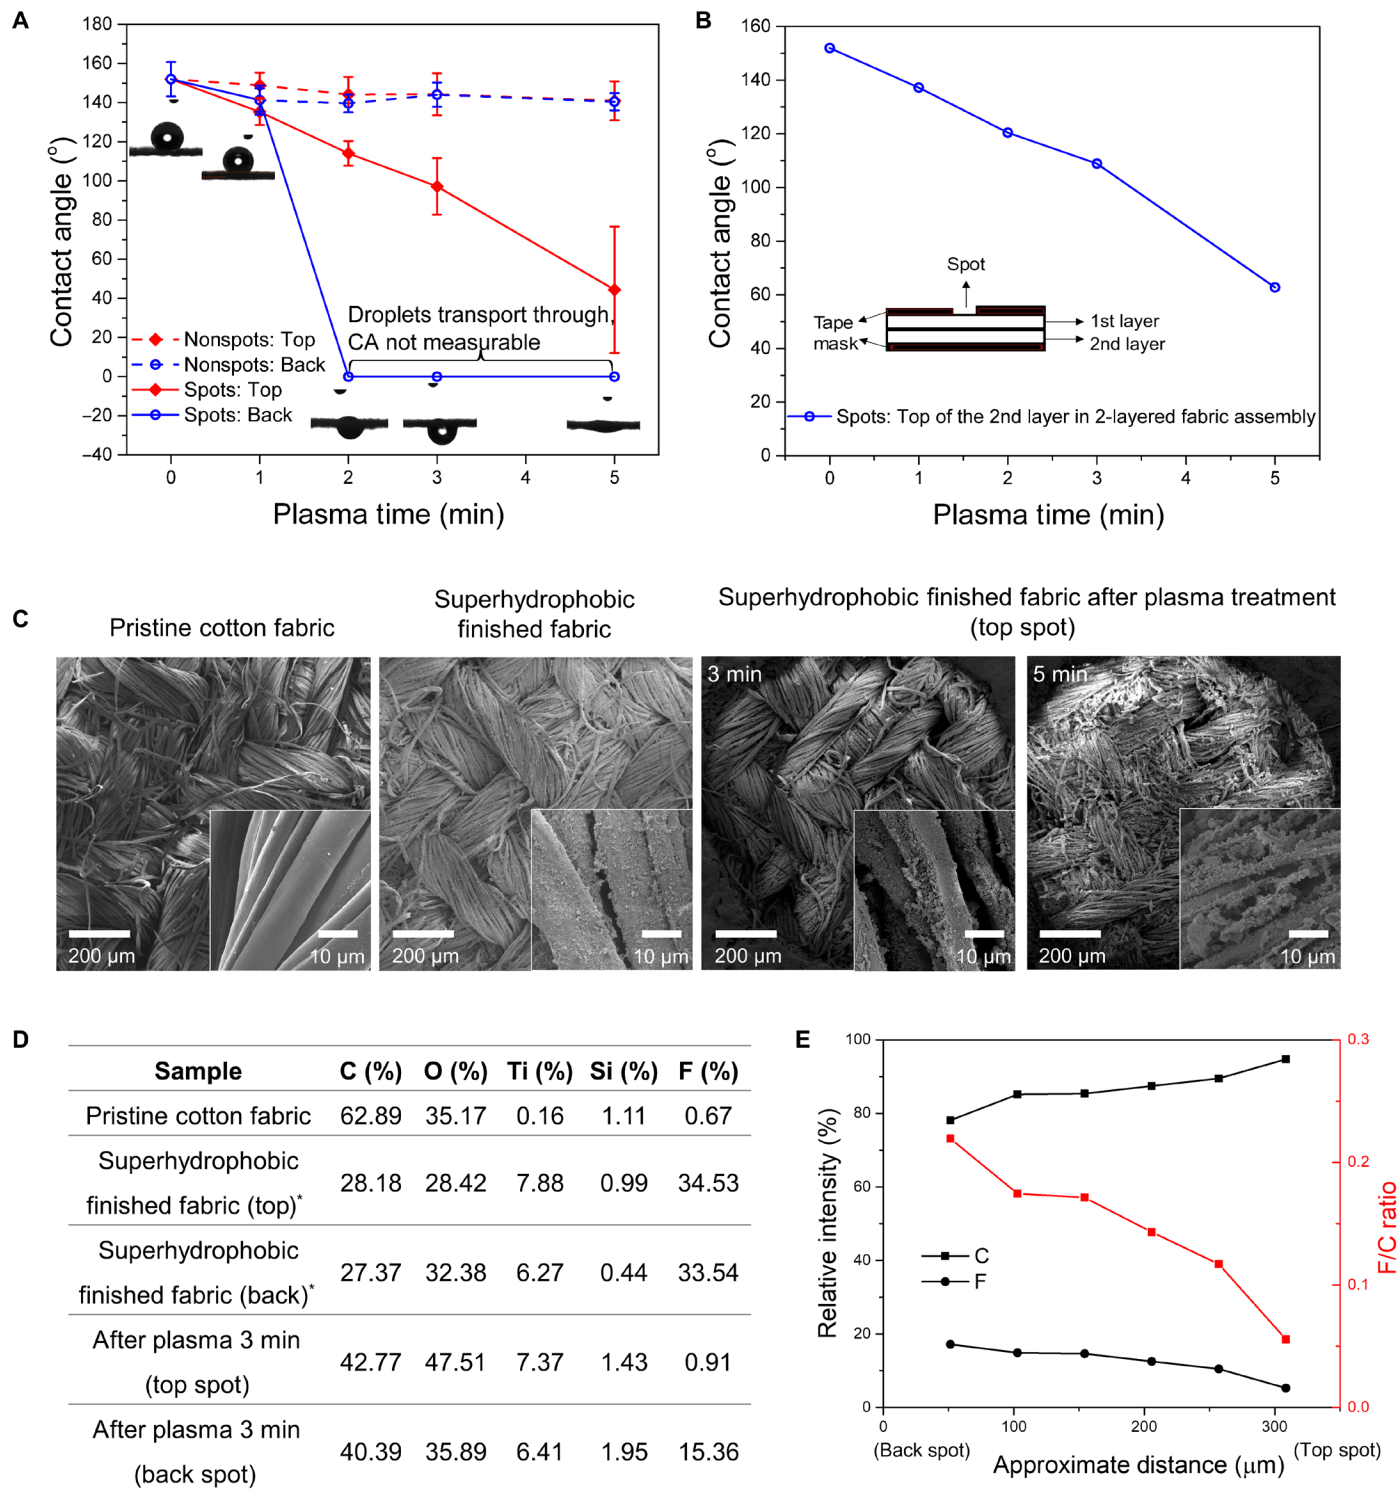 A
180
160
140
120
100
80
60
40
20
0
–20
–40
Contact angle (°)
Droplets transport through,
CA not measurable
Nonspots: Top
Nonspots: Back
Spots: Top
Spots: Back
0 1 2 3 4 5
Plasma time (min)
B
160
140
120
100
80
60
40
20
0
Contact angle (°)
Spot
Tape
mask
1st layer
2nd layer
Spots: Top of the 2nd layer in 2-layered fabric assembly
0 1 2 3 4 5
Plasma time (min)
C
Pristine cotton fabric
Superhydrophobic
finished fabric
Superhydrophobic finished fabric after plasma treatment
(top spot)
3 min
5 min
200 µm
10 µm
200 µm
10 µm
200 µm
10 µm
200 µm
10 µm
D
Sample C (%) O (%) Ti (%) Si (%) F (%)
Pristine cotton fabric 62.89 35.17 0.16 1.11 0.67
Superhydrophobic
finished fabric (top)* 28.18 28.42 7.88 0.99 34.53
Superhydrophobic
finished fabric (back)* 27.37 32.38 6.27 0.44 33.54
After plasma 3 min
(top spot) 42.77 47.51 7.37 1.43 0.91
After plasma 3 min
(back spot) 40.39 35.89 6.41 1.95 15.36
E
100
80
60
40
20
0
Relative intensity (%)
C
F
0.3
0.2
0.1
0.0
F/C ratio
0 100 200 300
(Back spot) (Top spot)
Approximate distance (µm)